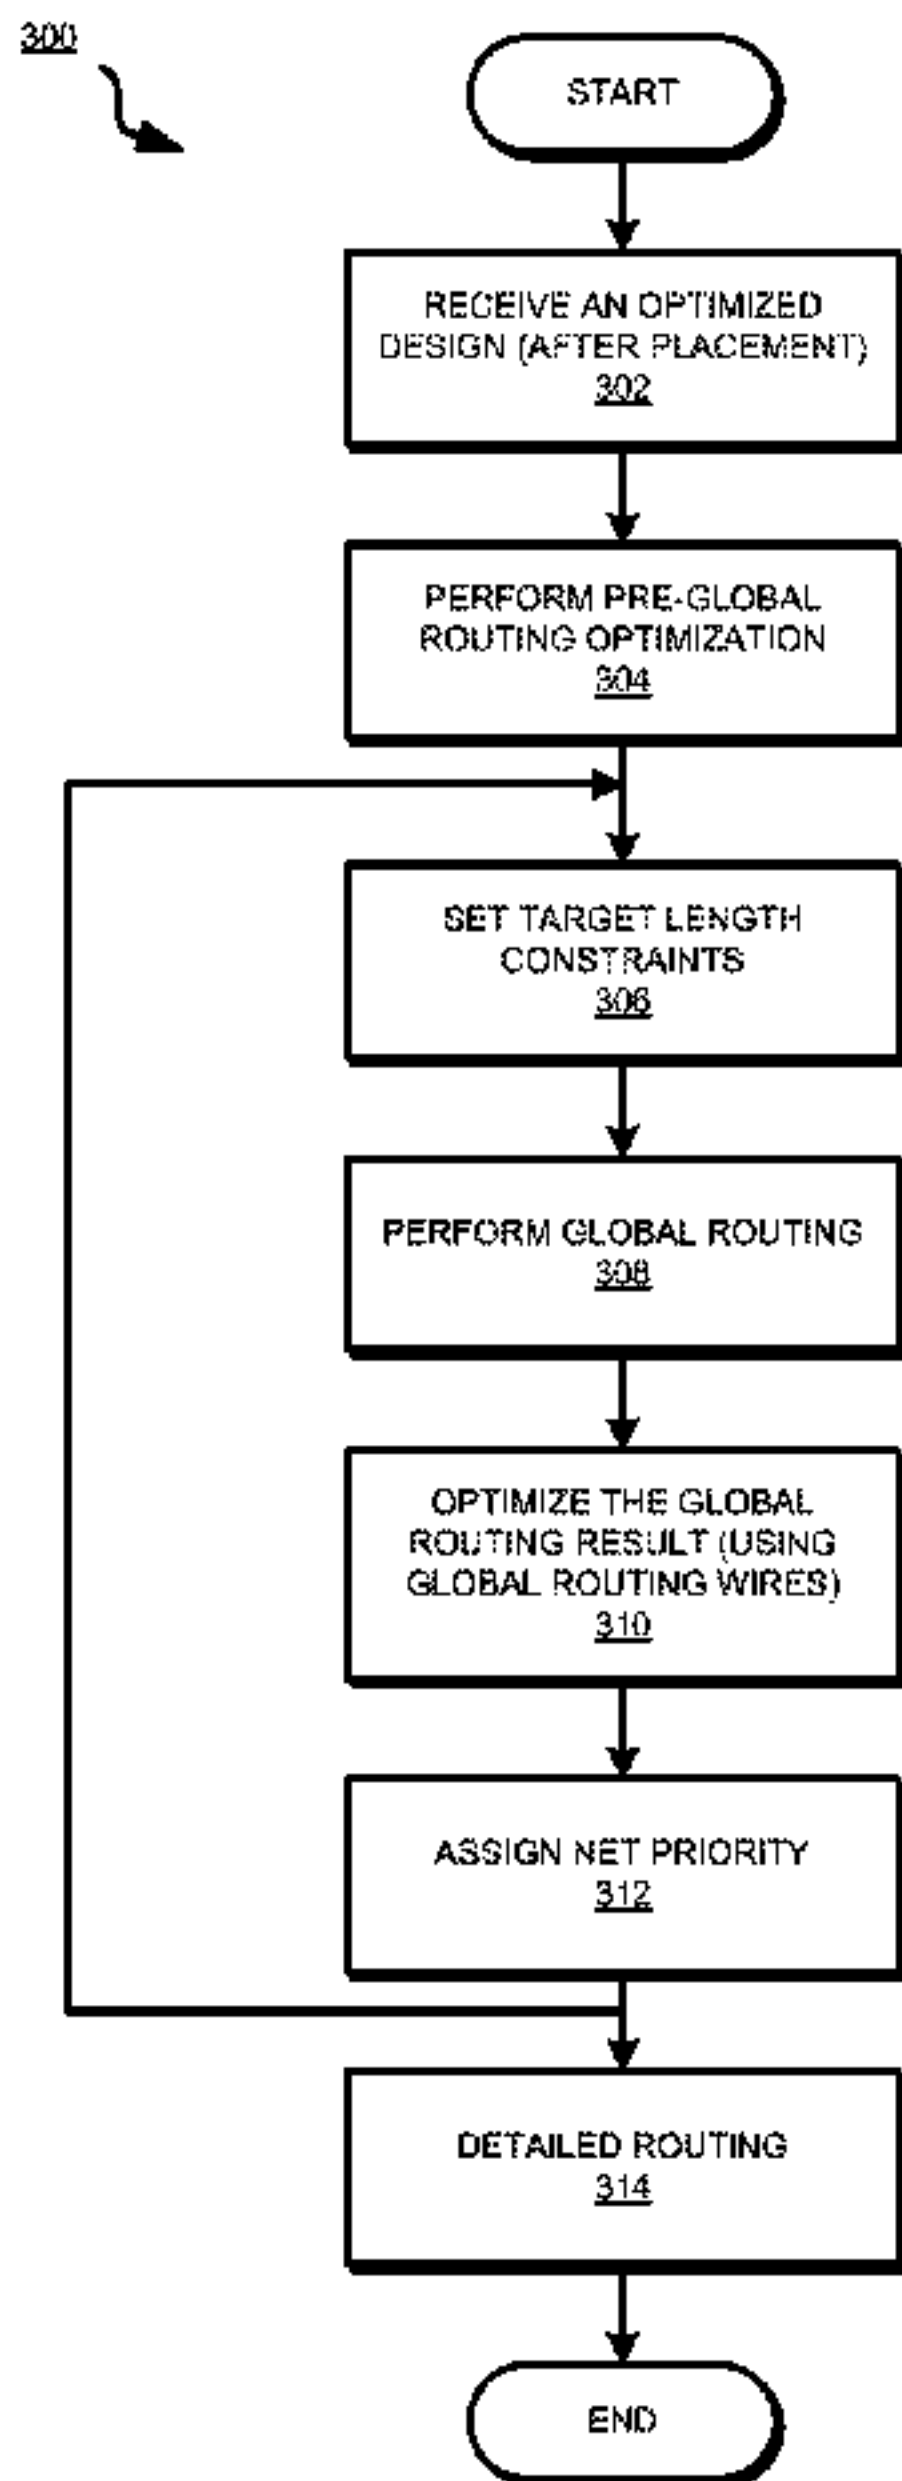 300
START
RECEIVE AN OPTIMIZED
DESIGN (AFTER PLACEMENT)
302
PERFORM PRE-GLOBAL
ROUTING OPTIMIZATION
304
SET TARGET LENGTH
CONSTRAINTS
306
PERFORM GLOBAL ROUTING
308
OPTIMIZE THE GLOBAL
ROUTING RESULT (USING
GLOBAL ROUTING WIRES)
310
ASSIGN NET PRIORITY
312
DETAILED ROUTING
314
END